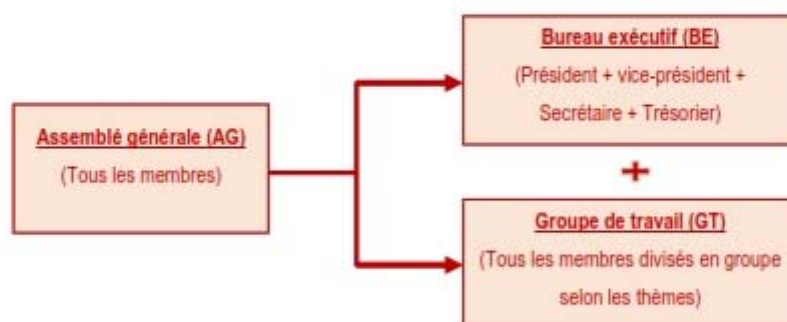 Assemblé générale (AG)
(Tous les membres)
Bureau exécutif (BE)
(Président + vice-président +
Secrétaire + Trésorier)
+
Groupe de travail (GT)
(Tous les membres divisés en groupe
selon les thèmes)